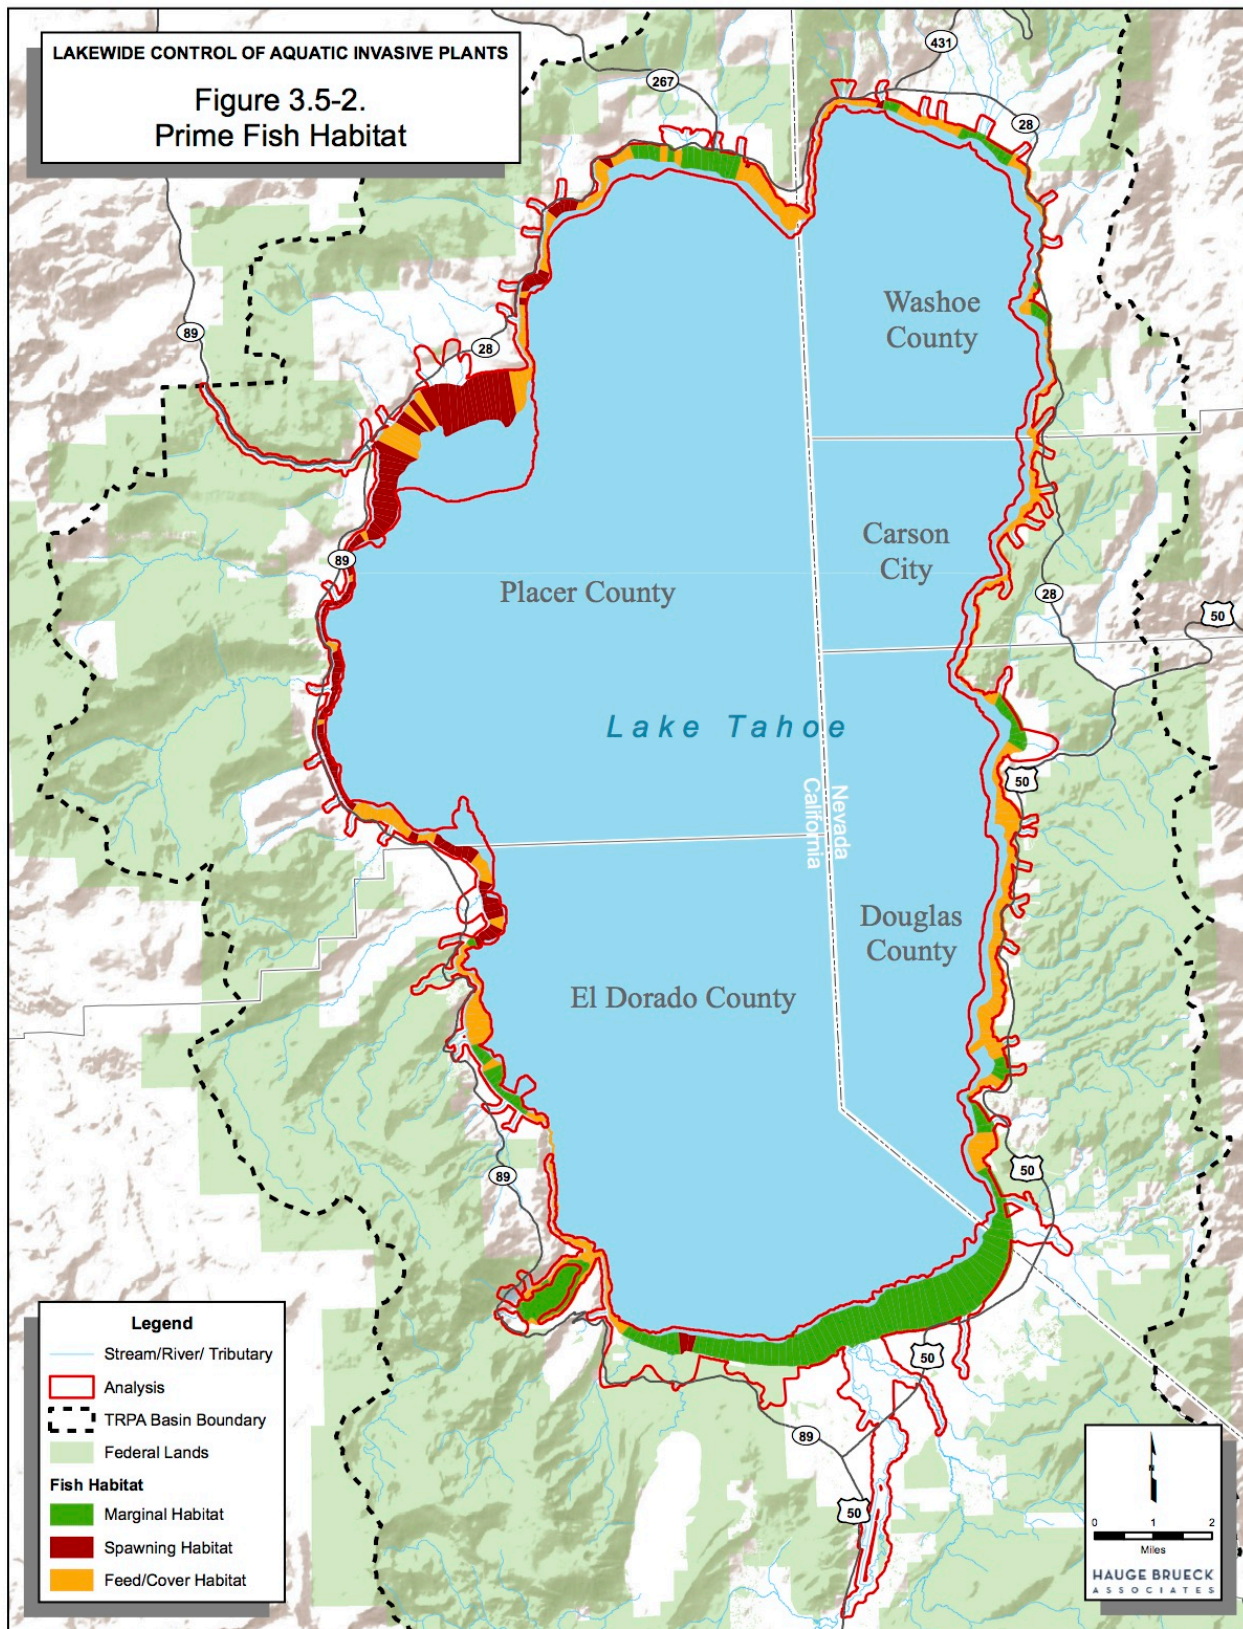 LAKEWIDE CONTROL OF AQUATIC INVASIVE PLANTS
Figure 3.5-2.
Prime Fish Habitat
431
267
28
89
28
Washoe
County
Carson
City
89
Placer County
28
50
Lake Tahoe
50
Nevada
California
Douglas
County
El Dorado County
50
89
50
89
50
Legend
Stream/River/ Tributary
Analysis
TRPA Basin Boundary
Federal Lands
Fish Habitat
Marginal Habitat
Spawning Habitat
Feed/Cover Habitat
N
0 1 2
Miles
HAUGE BRUECK
ASSOCIATES